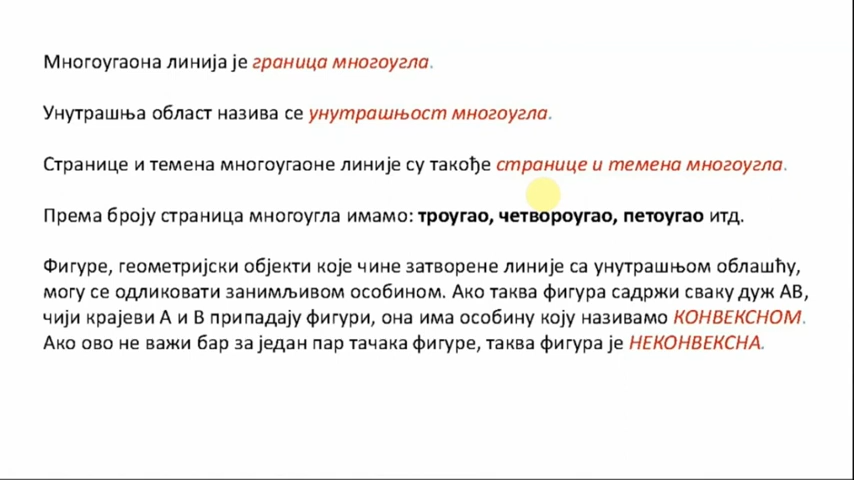 Многоугаона линија је граница многоугла.
Унутрашња област назива се унутрашњост многоугла.
Странице и темена многоугаоне линије су такође странице и темена многоугла.
Према броју страница многоугла имамо: троугао, четвороугао, петоугао итд.
Фигуре, геометријски објекти које чине затворене линије са унутрашњом облашћу,
могу се одликовати занимљивом особином. Ако таква фигура садржи сваку дуж АВ,
чији крајеви А и В припадају фигури, она има особину коју називамо КОНВЕКСНОМ.
Ако ово не важи бар за један пар тачака фигуре, таква фигура је НЕКОНВЕКСНА.